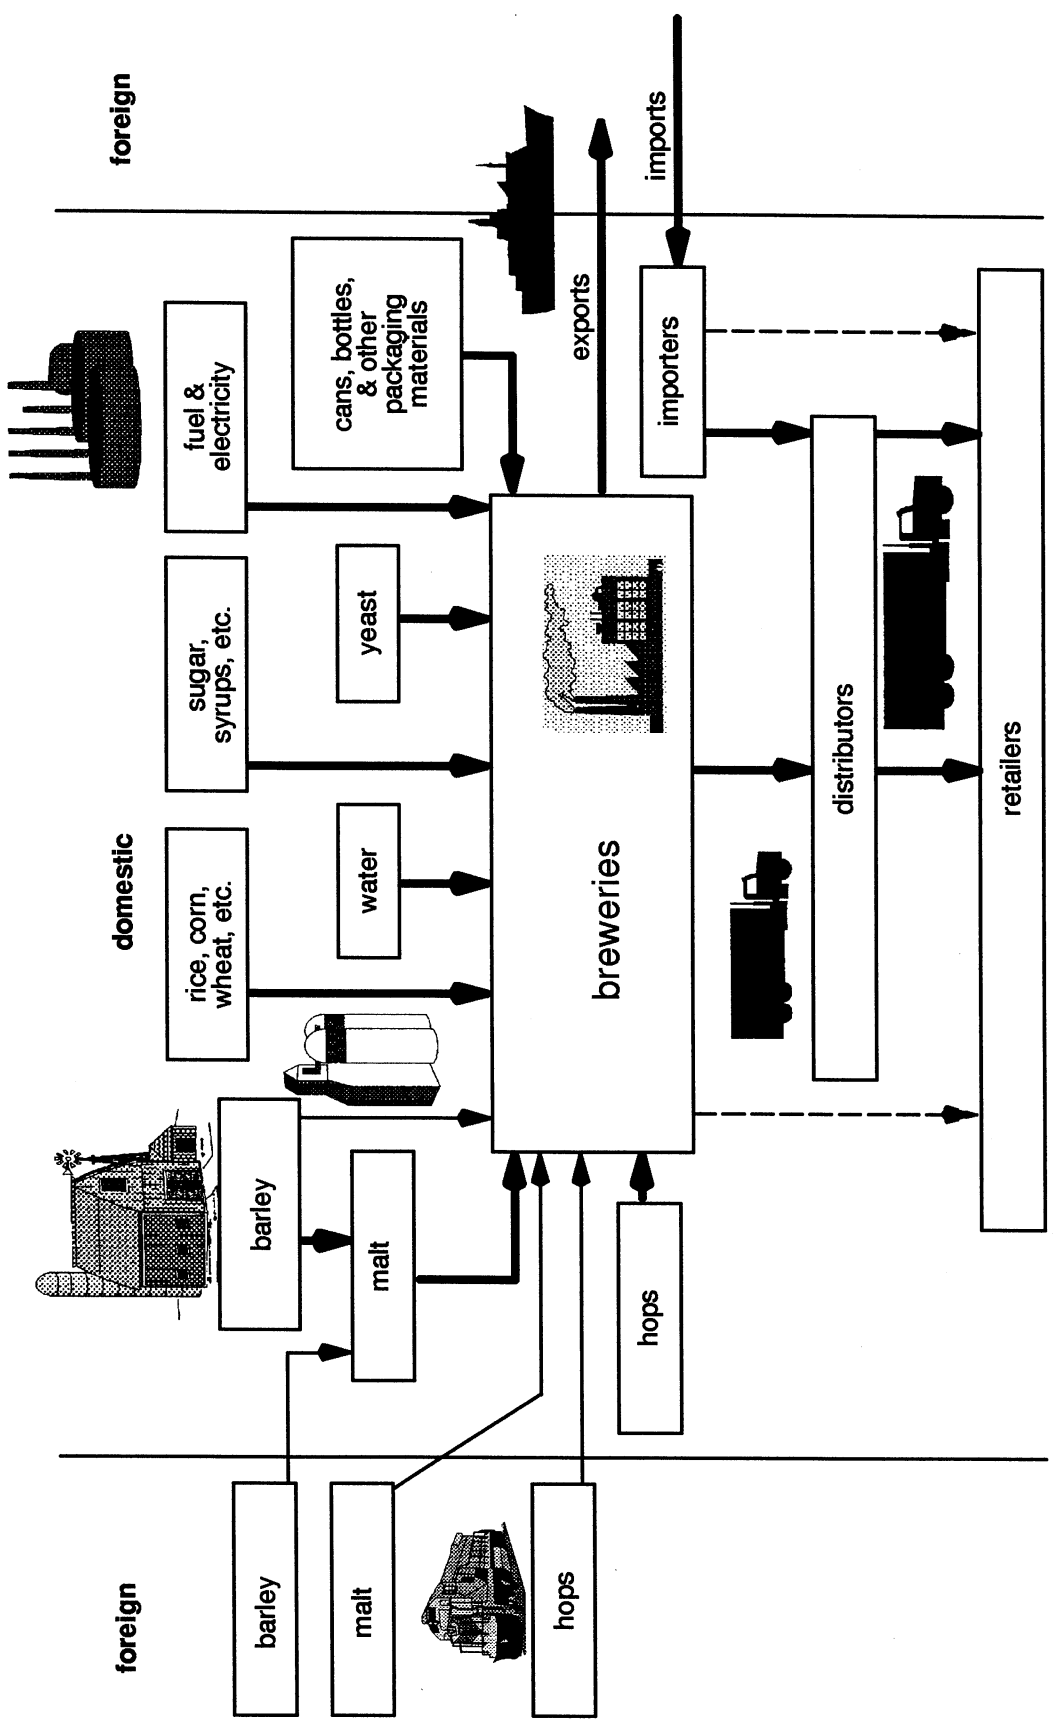 foreign
domestic
foreign
barley
malt
hops
barley
malt
hops
rice, corn,
wheat, etc.
water
sugar,
syrups, etc.
yeast
fuel &
electricity
cans, bottles,
& other
packaging
materials
breweries
exports
imports
importers
distributors
retailers